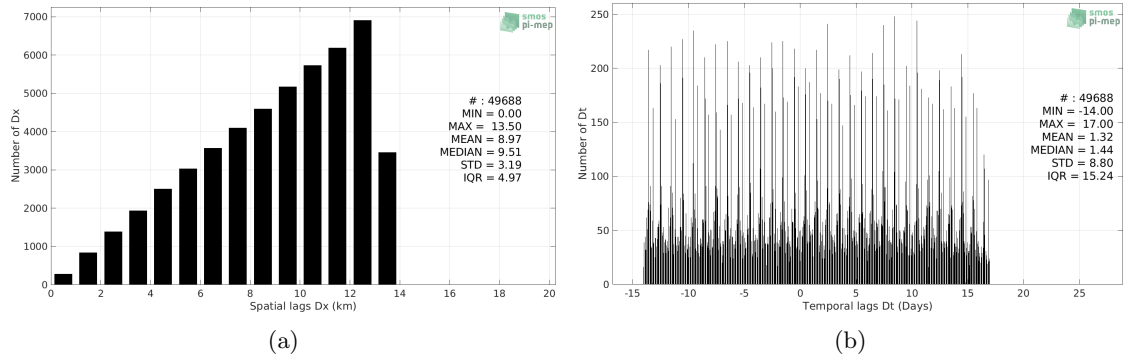 smos
pi-mep
7000
6000
5000
4000
3000
2000
1000
0
Number of Dx
# : 49688
MIN = 0.00
MAX = 13.50
MEAN = 8.97
MEDIAN = 9.51
STD = 3.19
IQR = 4.97
0 2 4 6 8 10 12 14 16 18 20
Spatial lags Dx (km)
(a)
smos
pi-mep
250
200
150
100
50
0
Number of Dt
# : 49688
MIN = -14.00
MAX = 17.00
MEAN = 1.32
MEDIAN = 1.44
STD = 8.80
IQR = 15.24
-15 -10 -5 0 5 10 15 20 25
Temporal lags Dt (Days)
(b)